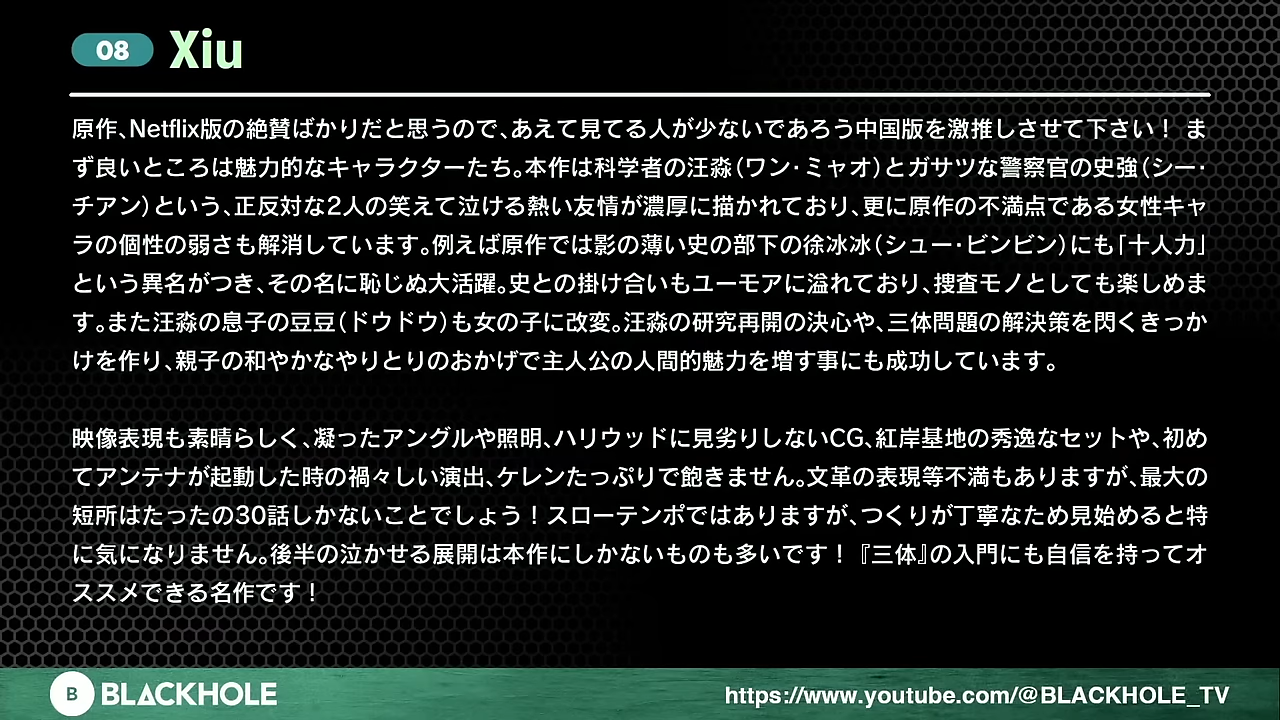 08 Xiu
原作、Netflix版の絶賛ばかりだと思うので、あえて見てる人が少ないであろう中国版を激推しさせて下さい！ ま
ず良いところは魅力的なキャラクターたち。本作は科学者の汪淼（ワン・ミャオ）とガサツな警察官の史強（シー・
チアン）という、正反対な2人の笑えて泣ける熱い友情が濃厚に描かれており、更に原作の不満点である女性キャ
ラの個性の弱さも解消しています。例えば原作では影の薄い史の部下の徐冰冰（シュー・ビンビン）にも「十人力」
という異名がつき、その名に恥じぬ大活躍。史との掛け合いもユーモアに溢れており、捜査モノとしても楽しめま
す。また汪淼の息子の豆豆（ドウドウ）も女の子に改変。汪淼の研究再開の決心や、三体問題の解決策を閃くきっか
けを作り、親子の和やかなやりとりのおかげで主人公の人間的魅力を増す事にも成功しています。
映像表現も素晴らしく、凝ったアングルや照明、ハリウッドに見劣りしないCG、紅岸基地の秀逸なセットや、初め
てアンテナが起動した時の禍々しい演出、ケレンたっぷりで飽きません。文革の表現等不満もありますが、最大の
短所はたったの30話しかないことでしょう！スローテンポではありますが、つくりが丁寧なため見始めると特
に気になりません。後半の泣かせる展開は本作にしかないものも多いです！『三体』の入門にも自信を持ってオ
ススメできる名作です！
B BLACKHOLE
https://www.youtube.com/@BLACKHOLE_TV